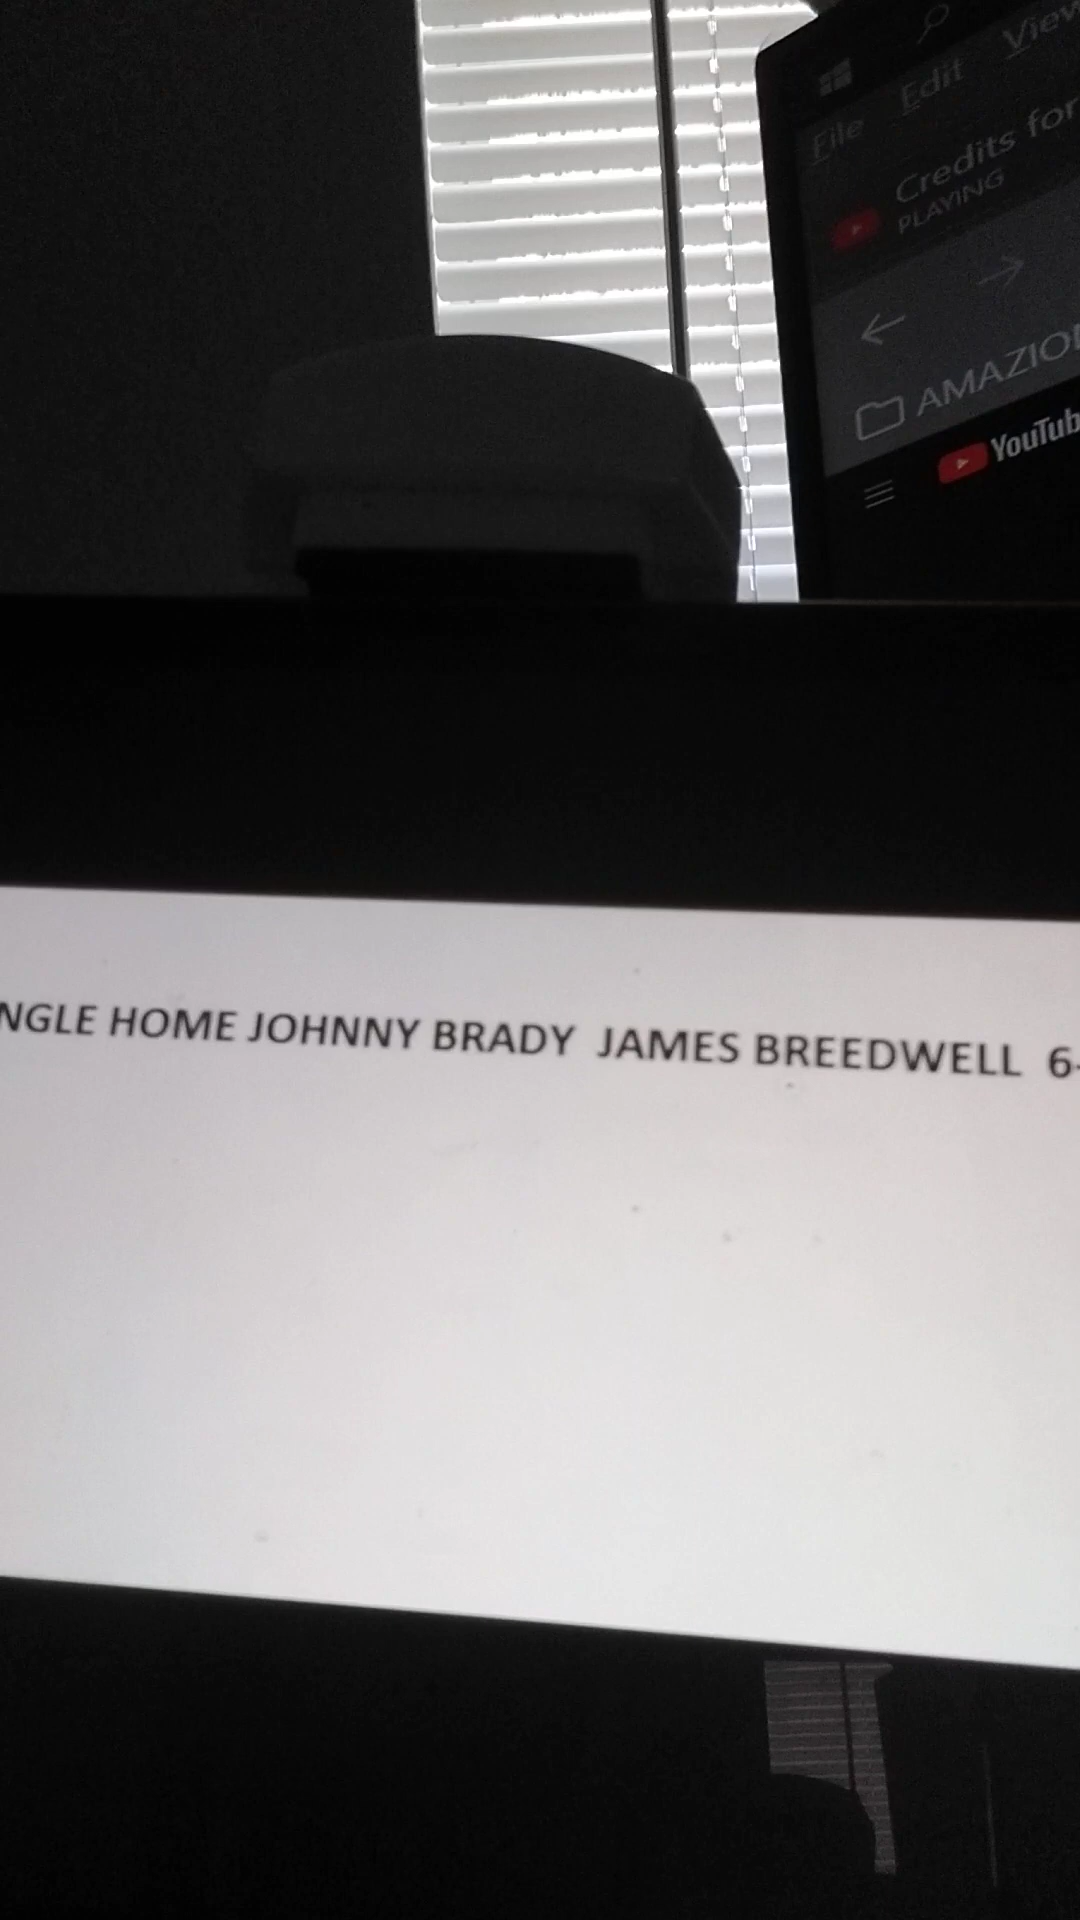 File Edit View
Credits for
PLAYING
AMAZIO
YouTub
NGLE HOME JOHNNY BRADY JAMES BREEDWELL 6-